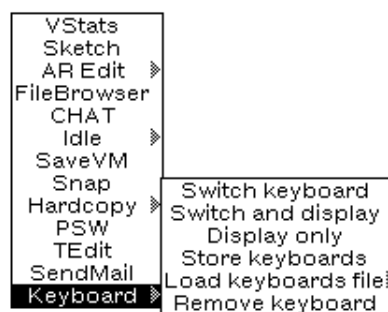 VStats
Sketch
AR Edit
FileBrowser
CHAT
Idle
SaveVM
Snap
Hardcopy
PSW
TEdit
SendMail
Keyboard
Switch keyboard
Switch and display
Display only
Store keyboards
Load keyboards file
Remove keyboard